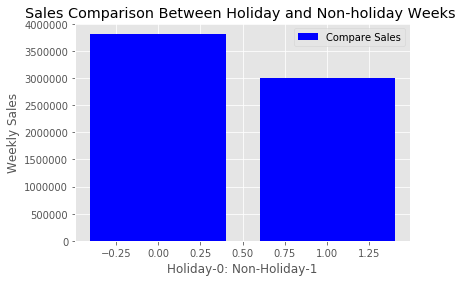 Sales Comparison Between Holiday and Non-holiday Weeks
Compare Sales
4000000
3500000
3000000
2500000
2000000
1500000
1000000
500000
0
Weekly Sales
−0.25 0.00 0.25 0.50 0.75 1.00 1.25
Holiday-0: Non-Holiday-1